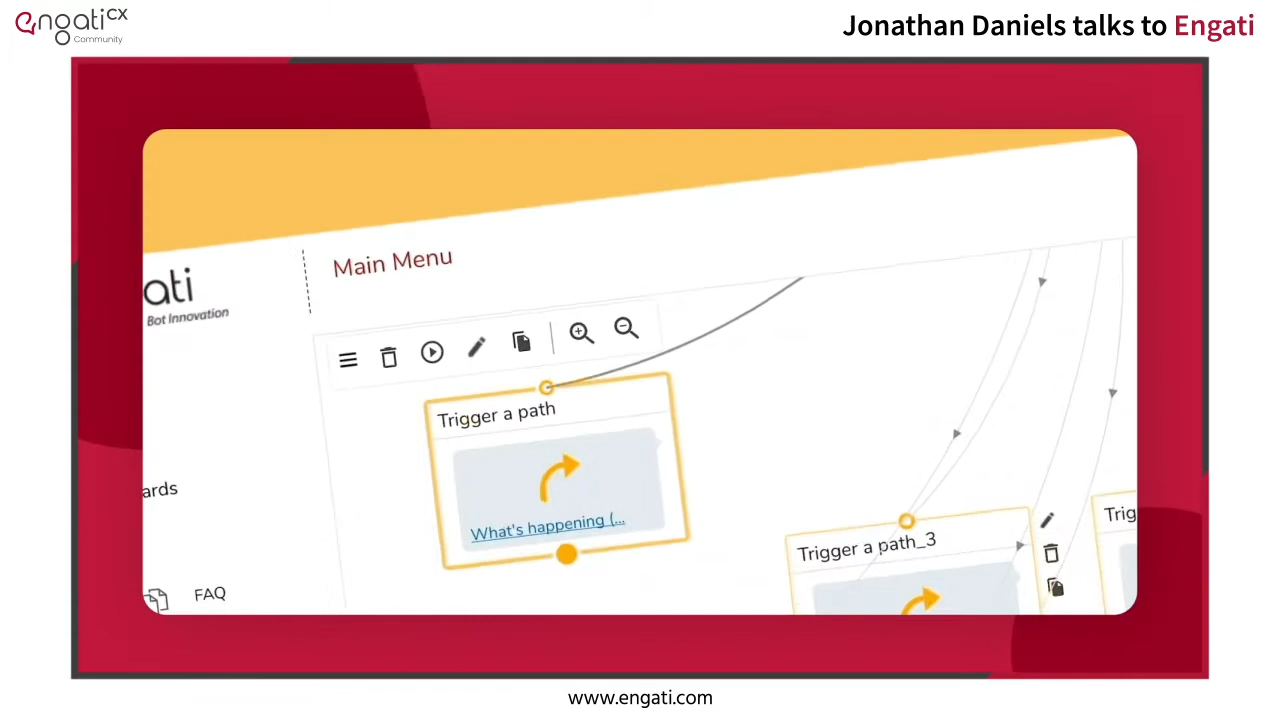 engati CX
Community
Jonathan Daniels talks to Engati
ati
Bot Innovation
Main Menu
Trigger a path
What's happening (...
ards
Trigger a path_3
Trig
FAQ
www.engati.com